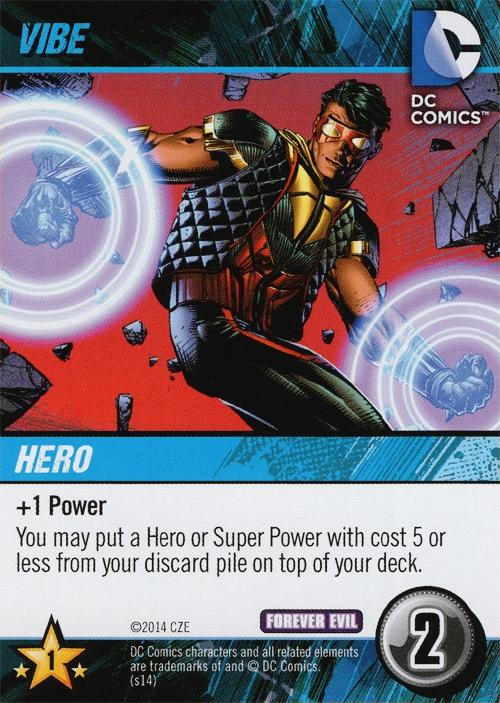 VIBE
DC
COMICS™
HERO
+1 Power
You may put a Hero or Super Power with cost 5 or
less from your discard pile on top of your deck.
©2014 CZE
FOREVER EVIL
2
1
DC Comics characters and all related elements
are trademarks of and © DC Comics.
(s14)